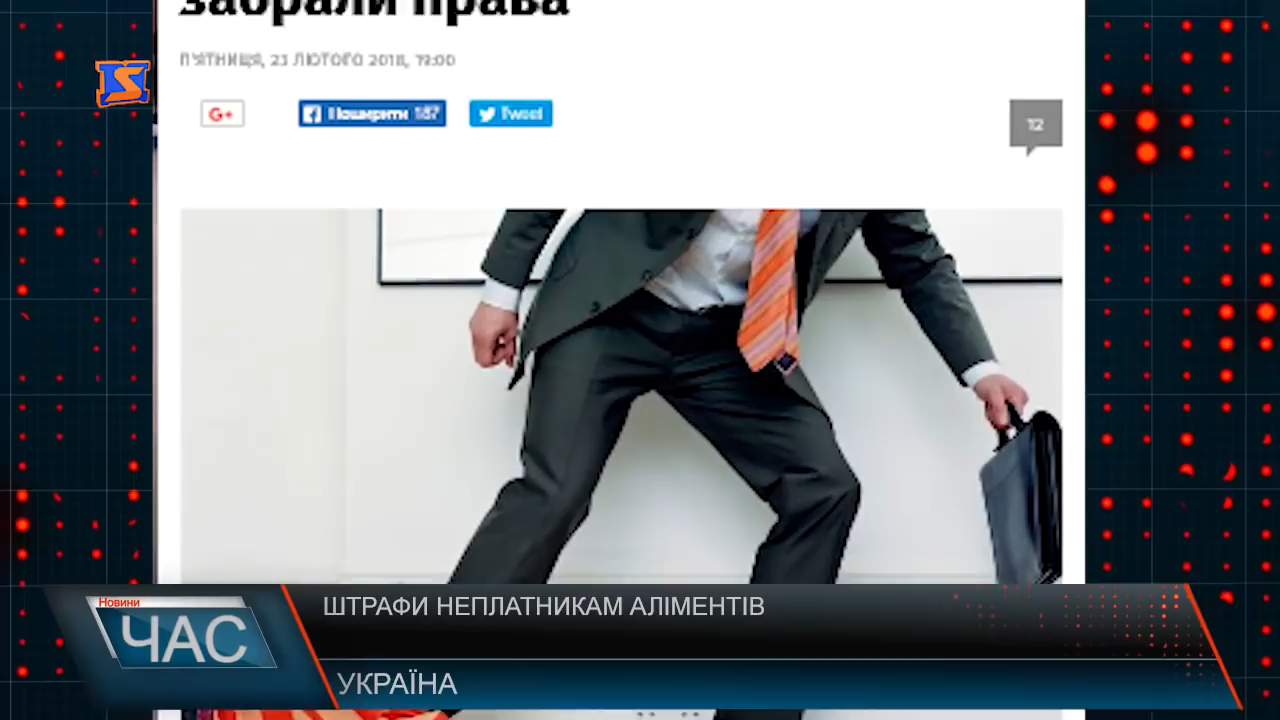 забрали права
П'ЯТНИЦЯ, 23 ЛЮТОГО 2018, 19:00
G+
Поширити 187
Tweet
12
Новини
ЧАС
ШТРАФИ НЕПЛАТНИКАМ АЛІМЕНТІВ
УКРАЇНА